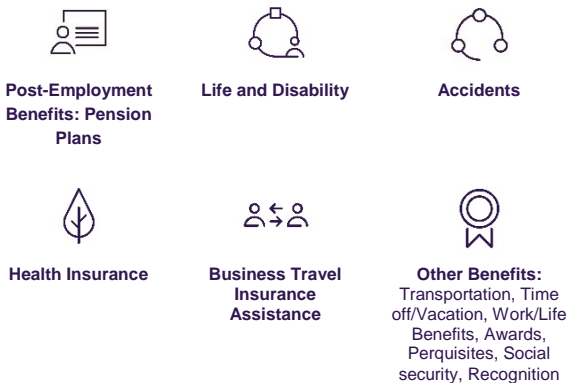 Post-Employment
Benefits: Pension
Plans
Life and Disability
Accidents
Health Insurance
Business Travel
Insurance
Assistance
Other Benefits:
Transportation, Time
off/Vacation, Work/Life
Benefits, Awards,
Perquisites, Social
security, Recognition